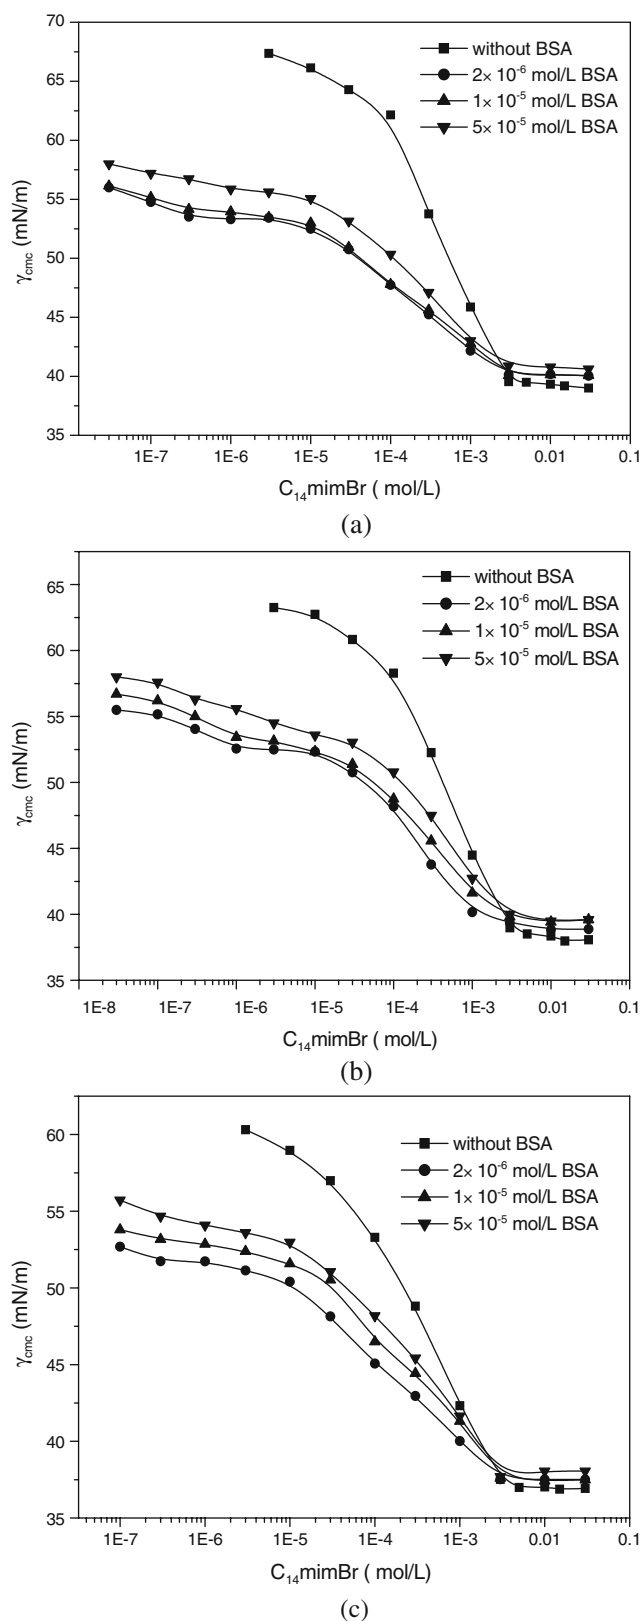 70
65
60
55
50
45
40
35
γcmc (mN/m)
without BSA
2× 10⁻⁶ mol/L BSA
1× 10⁻⁵ mol/L BSA
5× 10⁻⁵ mol/L BSA
1E-7 1E-6 1E-5 1E-4 1E-3 0.01 0.1
C₁₄mimBr ( mol/L)
(a)
65
60
55
50
45
40
35
γcmc (mN/m)
without BSA
2× 10⁻⁶ mol/L BSA
1× 10⁻⁵ mol/L BSA
5× 10⁻⁵ mol/L BSA
1E-8 1E-7 1E-6 1E-5 1E-4 1E-3 0.01 0.1
C₁₄mimBr ( mol/L)
(b)
60
55
50
45
40
35
γcmc (mN/m)
without BSA
2× 10⁻⁶ mol/L BSA
1× 10⁻⁵ mol/L BSA
5× 10⁻⁵ mol/L BSA
1E-7 1E-6 1E-5 1E-4 1E-3 0.01 0.1
C₁₄mimBr ( mol/L)
(c)